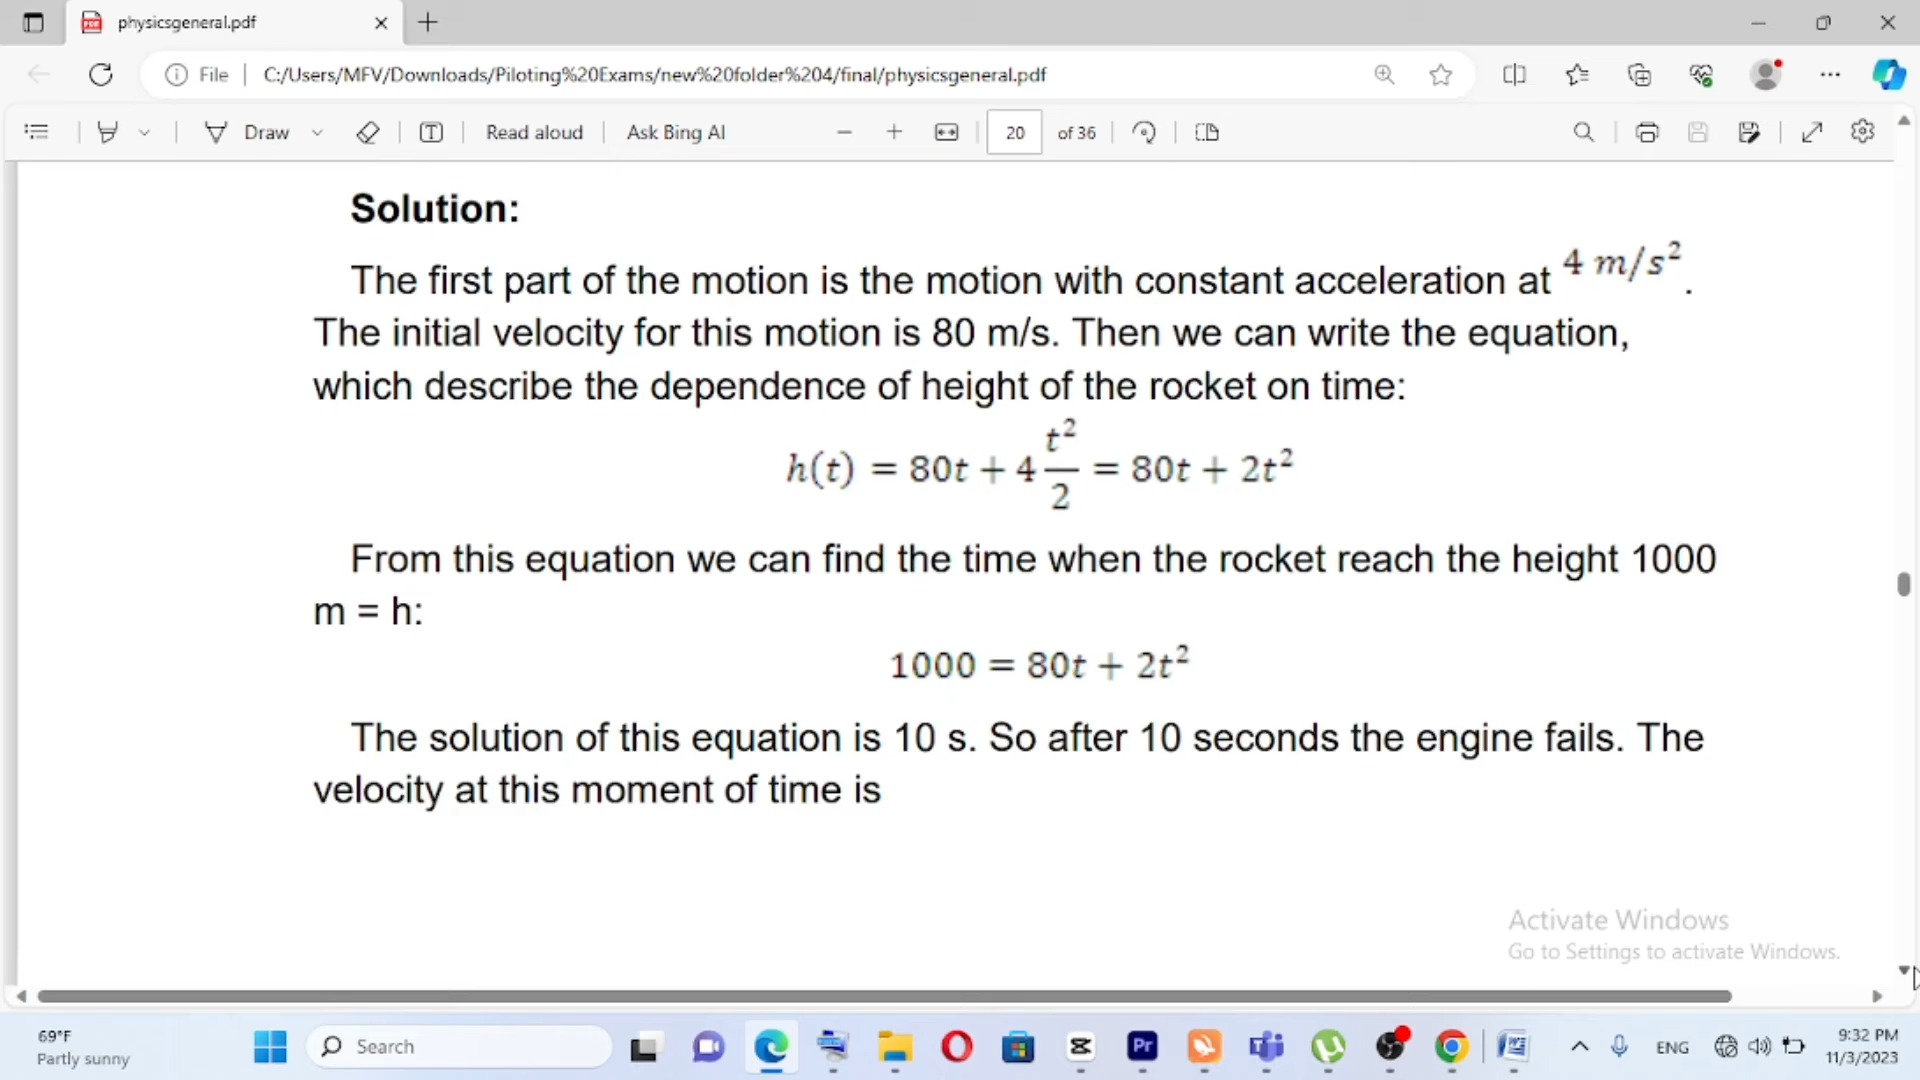 physicsgeneral.pdf
File
C:/Users/MFV/Downloads/Piloting%20Exams/new%20folder%204/final/physicsgeneral.pdf
Draw
Read aloud
Ask Bing AI
20
of 36
Solution:
The first part of the motion is the motion with constant acceleration at 4 m/s².
The initial velocity for this motion is 80 m/s. Then we can write the equation,
which describe the dependence of height of the rocket on time:
h(t) = 80t + 4 t²/2 = 80t + 2t²
From this equation we can find the time when the rocket reach the height 1000
m = h:
1000 = 80t + 2t²
The solution of this equation is 10 s. So after 10 seconds the engine fails. The
velocity at this moment of time is
Activate Windows
Go to Settings to activate Windows.
69°F
Partly sunny
Search
Pr
ENG
9:32 PM
11/3/2023